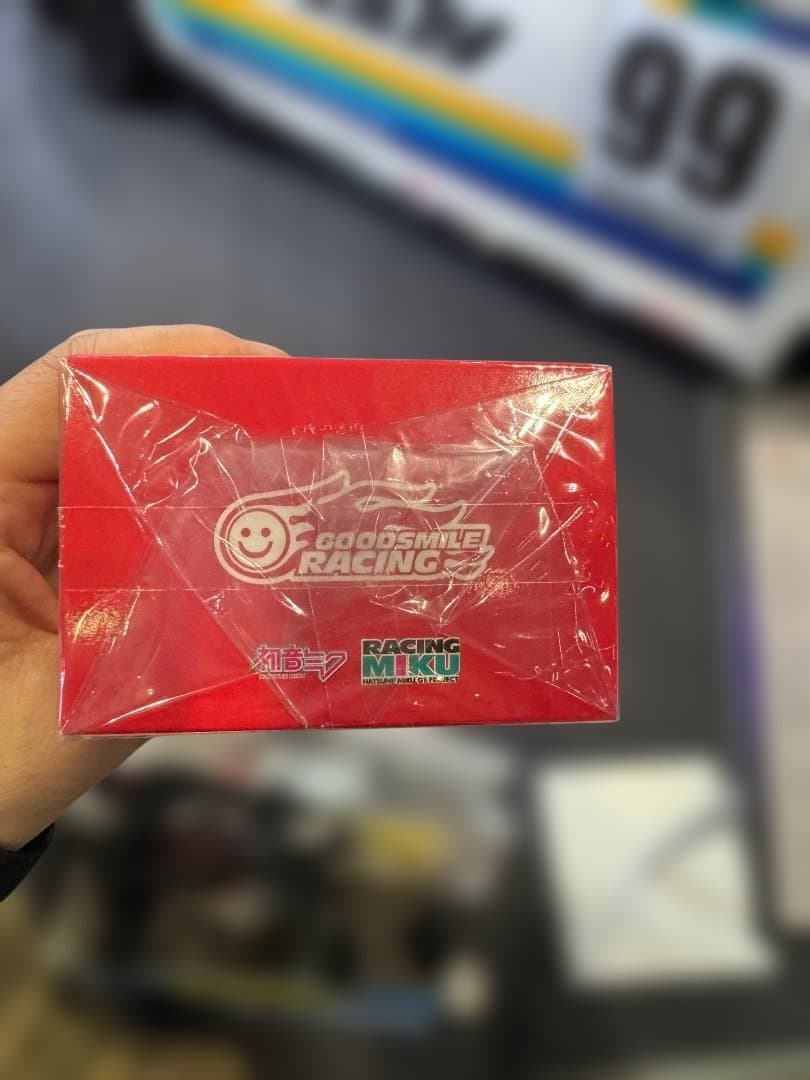 99
GOODSMILE
RACING
初音ミク
RACING
MIKU
HATSUNE MIKU GT PROJECT